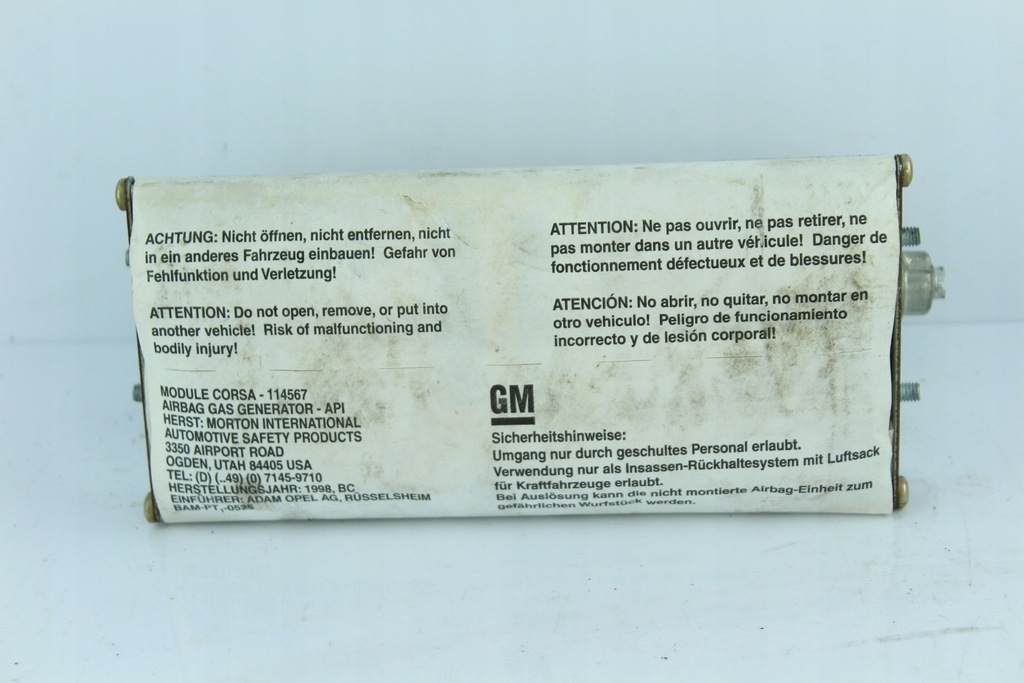 ACHTUNG: Nicht öffnen, nicht entfernen, nicht
in ein anderes Fahrzeug einbauen! Gefahr von
Fehlfunktion und Verletzung!
ATTENTION: Do not open, remove, or put into
another vehicle! Risk of malfunctioning and
bodily injury!
ATTENTION: Ne pas ouvrir, ne pas retirer, ne
pas monter dans un autre véhicule! Danger de
fonctionnement défectueux et de blessures!
ATENCIÓN: No abrir, no quitar, no montar en
otro vehiculo! Peligro de funcionamiento
incorrecto y de lesión corporal!
MODULE CORSA - 114567
AIRBAG GAS GENERATOR - API
HERST: MORTON INTERNATIONAL
AUTOMOTIVE SAFETY PRODUCTS
3350 AIRPORT ROAD
OGDEN, UTAH 84405 USA
TEL: (D) (..49) (0) 7145-9710
HERSTELLUNGSJAHR: 1998, BC
EINFÜHRER: ADAM OPEL AG, RÜSSELSHEIM
BAM-PT,-0526
GM
Sicherheitshinweise:
Umgang nur durch geschultes Personal erlaubt.
Verwendung nur als Insassen-Rückhaltesystem mit Luftsack
für Kraftfahrzeuge erlaubt.
Bei Auslösung kann die nicht montierte Airbag-Einheit zum
gefährlichen Wurfstück werden.